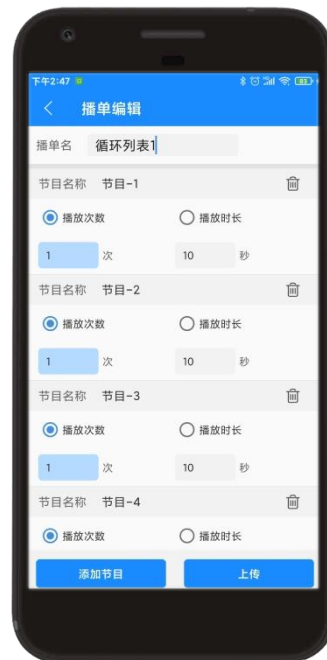 下午2:47 83
播单编辑
播单名 循环列表1
节目名称 节目-1
播放次数 播放时长
1 次 10 秒
节目名称 节目-2
播放次数 播放时长
1 次 10 秒
节目名称 节目-3
播放次数 播放时长
1 次 10 秒
节目名称 节目-4
播放次数 播放时长
添加节目 上传